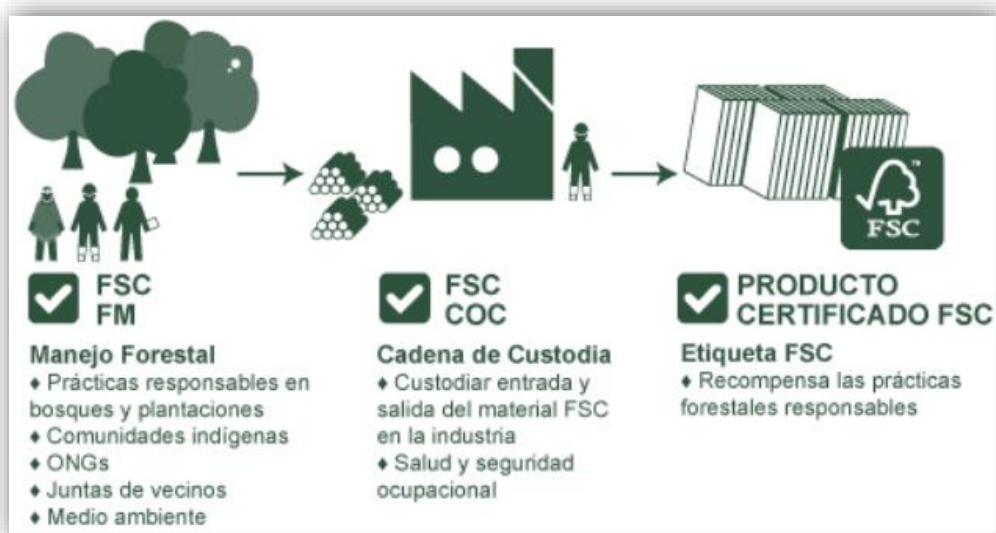 FSC
FM
Manejo Forestal
♦ Prácticas responsables en
bosques y plantaciones
♦ Comunidades indígenas
♦ ONGs
♦ Juntas de vecinos
♦ Medio ambiente
FSC
COC
Cadena de Custodia
♦ Custodiar entrada y
salida del material FSC
en la industria
♦ Salud y seguridad
ocupacional
TM
FSC
PRODUCTO
CERTIFICADO FSC
Etiqueta FSC
♦ Recompensa las prácticas
forestales responsables